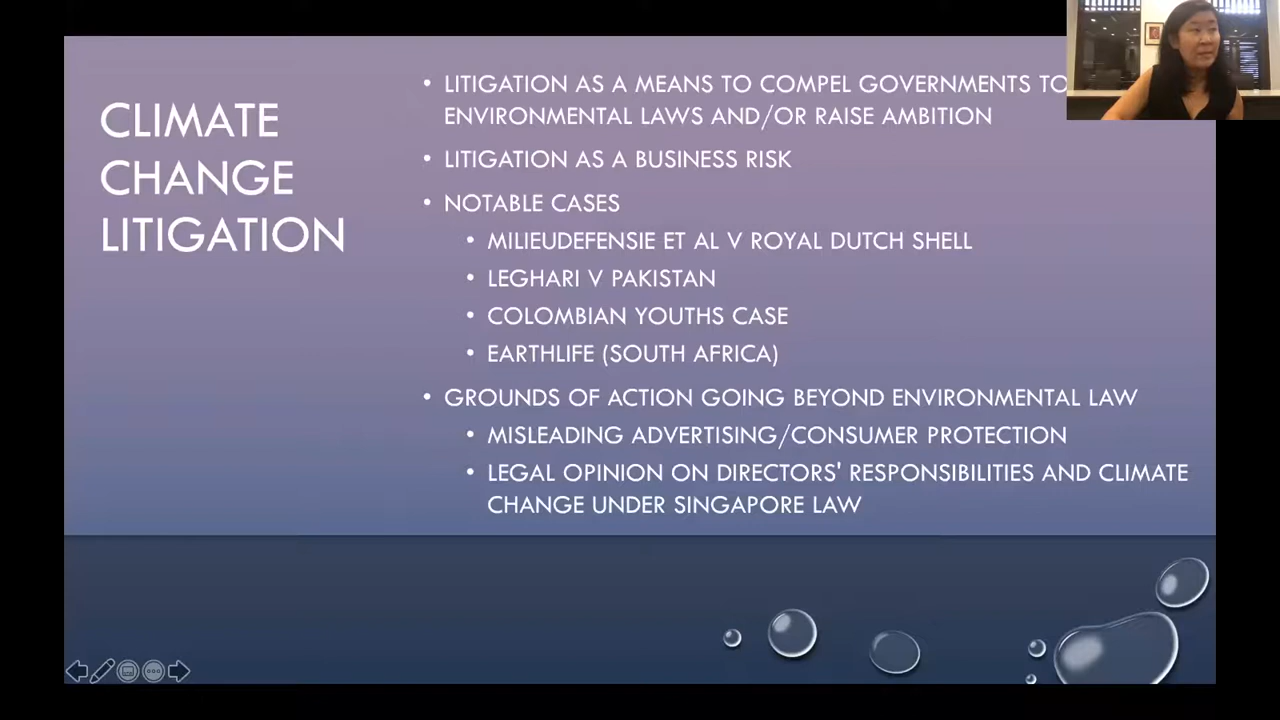 CLIMATE
CHANGE
LITIGATION
• LITIGATION AS A MEANS TO COMPEL GOVERNMENTS TO
ENVIRONMENTAL LAWS AND/OR RAISE AMBITION
• LITIGATION AS A BUSINESS RISK
• NOTABLE CASES
• MILIEUDEFENSIE ET AL V ROYAL DUTCH SHELL
• LEGHARI V PAKISTAN
• COLOMBIAN YOUTHS CASE
• EARTHLIFE (SOUTH AFRICA)
• GROUNDS OF ACTION GOING BEYOND ENVIRONMENTAL LAW
• MISLEADING ADVERTISING/CONSUMER PROTECTION
• LEGAL OPINION ON DIRECTORS' RESPONSIBILITIES AND CLIMATE
CHANGE UNDER SINGAPORE LAW